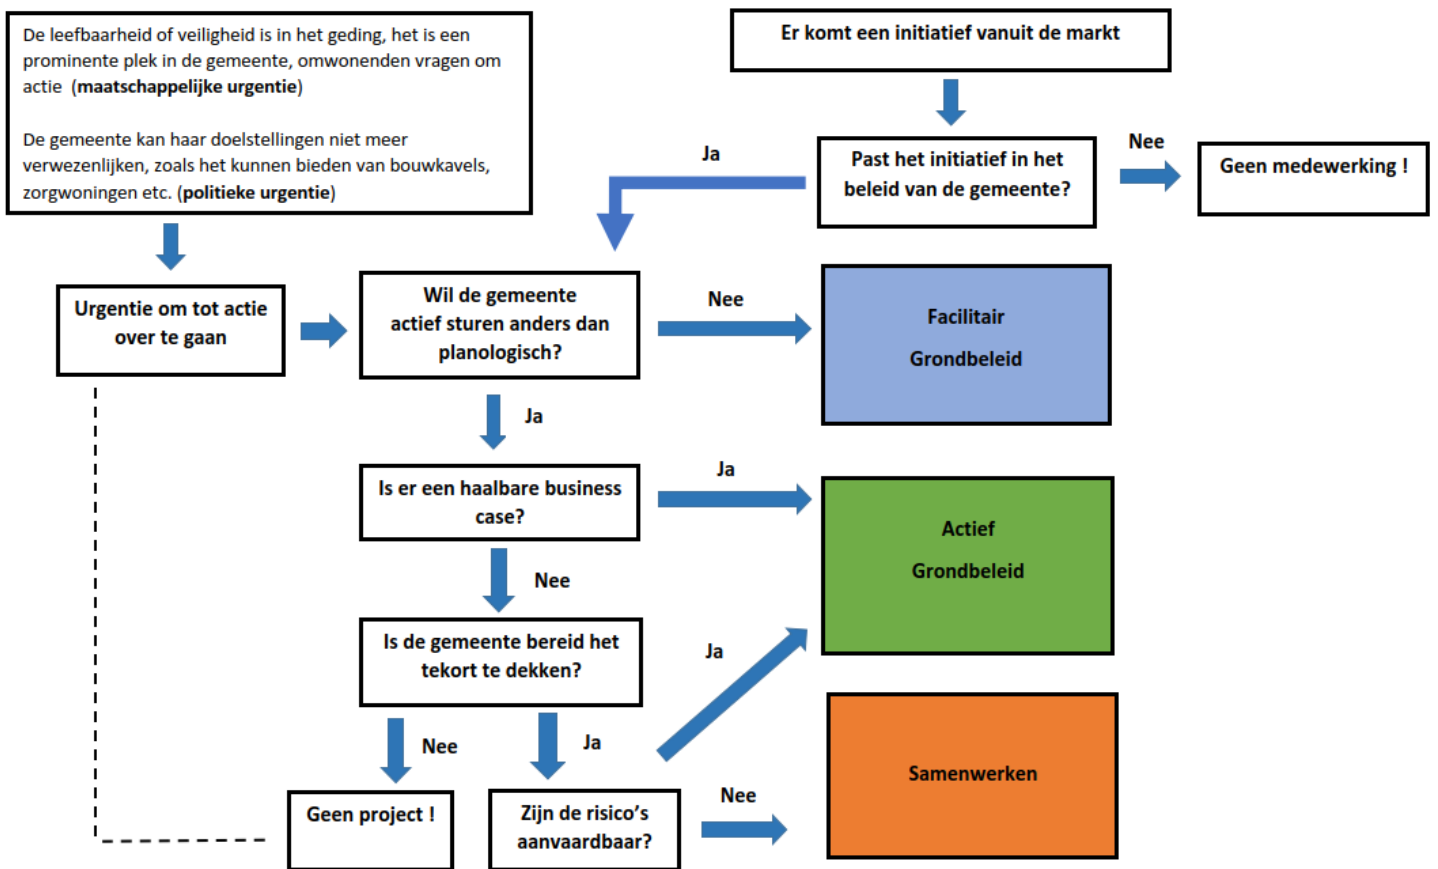 De leefbaarheid of veiligheid is in het geding, het is een
prominente plek in de gemeente, omwonenden vragen om
actie (maatschappelijke urgentie)
De gemeente kan haar doelstellingen niet meer
verwezenlijken, zoals het kunnen bieden van bouwkavels,
zorgwoningen etc. (politieke urgentie)
Er komt een initiatief vanuit de markt
Past het initiatief in het
beleid van de gemeente?
Nee
Geen medewerking !
Ja
Urgentie om tot actie
over te gaan
Wil de gemeente
actief sturen anders dan
planologisch?
Nee
Facilitair
Grondbeleid
Ja
Is er een haalbare business
case?
Ja
Actief
Grondbeleid
Nee
Is de gemeente bereid het
tekort te dekken?
Ja
Nee
Ja
Geen project !
Zijn de risico's
aanvaardbaar?
Nee
Samenwerken